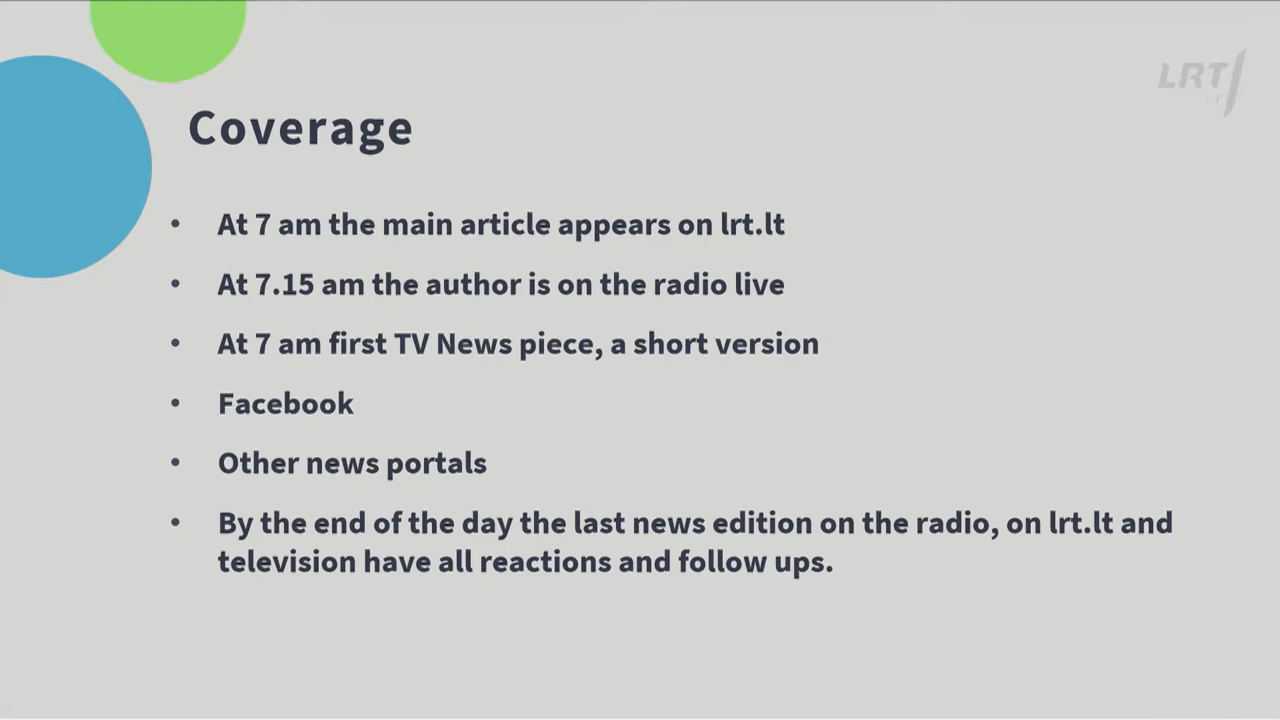 LRT
Coverage
• At 7 am the main article appears on lrt.lt
• At 7.15 am the author is on the radio live
• At 7 am first TV News piece, a short version
• Facebook
• Other news portals
• By the end of the day the last news edition on the radio, on lrt.lt and
television have all reactions and follow ups.